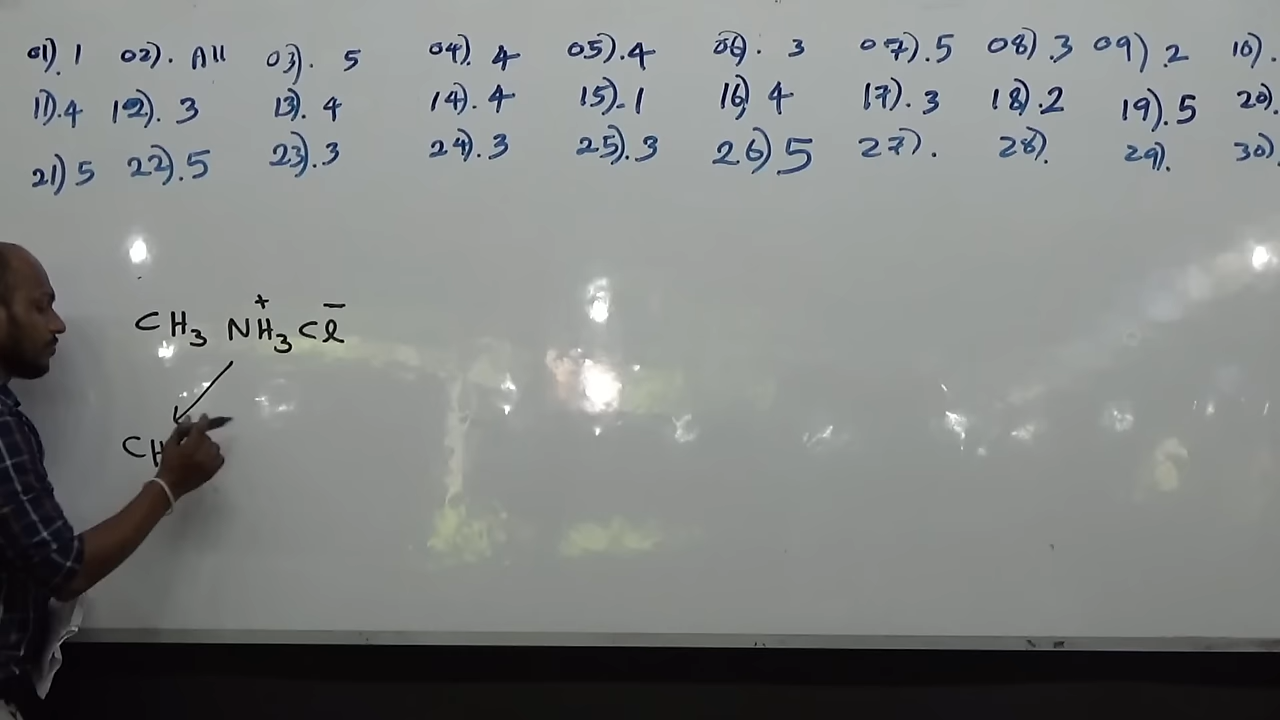 01). 1 02). All 03). 5 04). 4 05). 4 06). 3 07). 5 08) 3 09) 2 10).
11). 4 12). 3 13). 4 14). 4 15). 1 16) 4 17). 3 18). 2 19). 5 20).
21) 5 22). 5 23). 3 24). 3 25). 3 26) 5 27). 28). 29). 30).
CH₃ N⁺H₃ Cl⁻
CH